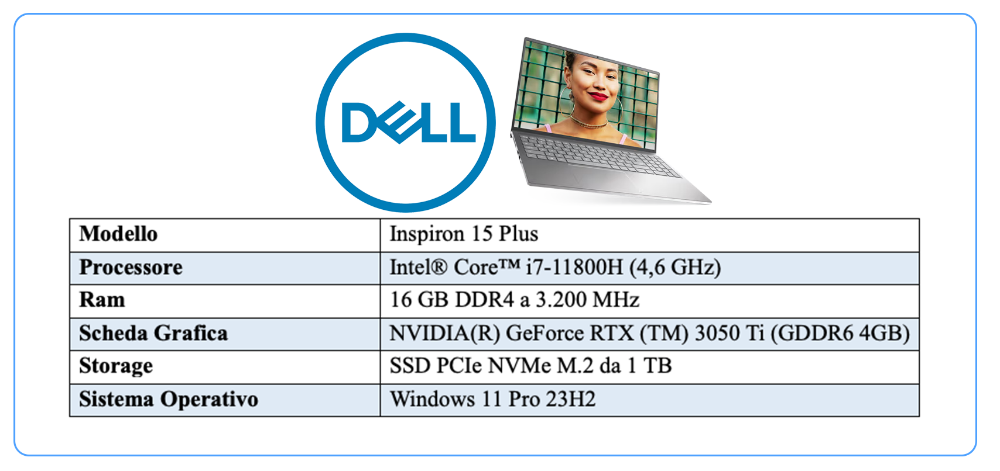 DELL
Modello Inspiron 15 Plus
Processore Intel® Core™ i7-11800H (4,6 GHz)
Ram 16 GB DDR4 a 3.200 MHz
Scheda Grafica NVIDIA(R) GeForce RTX (TM) 3050 Ti (GDDR6 4GB)
Storage SSD PCIe NVMe M.2 da 1 TB
Sistema Operativo Windows 11 Pro 23H2